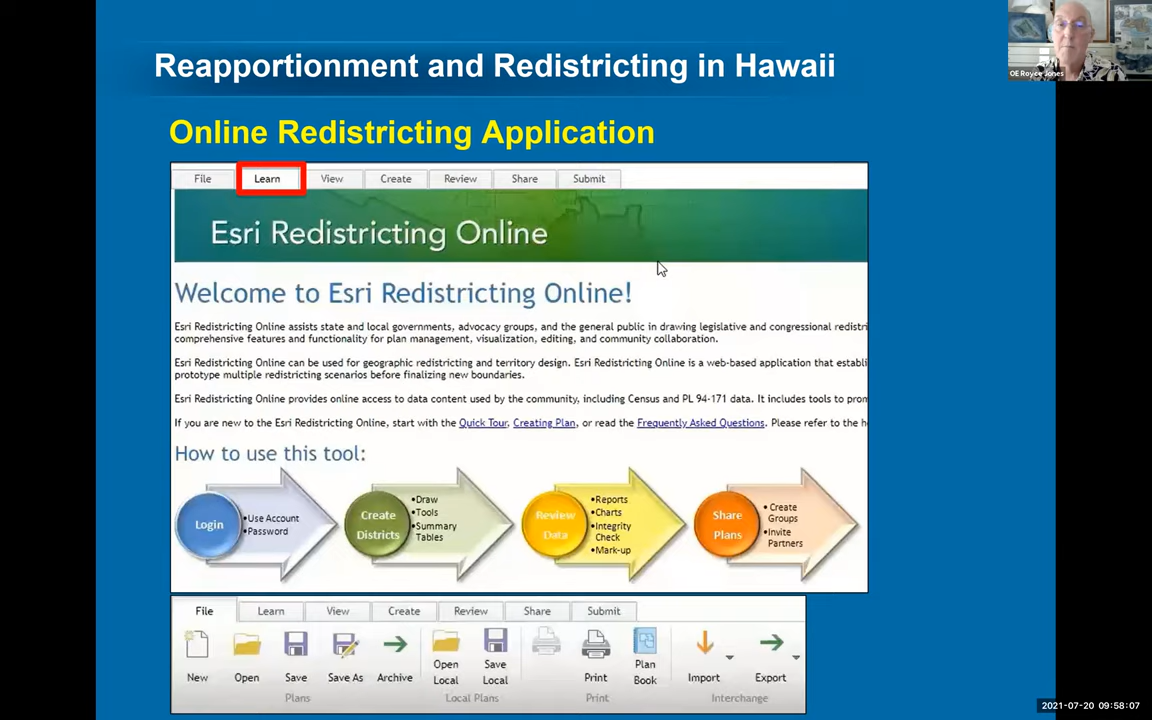 OE Royce Jones
Reapportionment and Redistricting in Hawaii
Online Redistricting Application
File Learn View Create Review Share Submit
Esri Redistricting Online
Welcome to Esri Redistricting Online!
Esri Redistricting Online assists state and local governments, advocacy groups, and the general public in drawing legislative and congressional redistri
comprehensive features and functionality for plan management, visualization, editing, and community collaboration.
Esri Redistricting Online can be used for geographic redistricting and territory design. Esri Redistricting Online is a web-based application that establi
prototype multiple redistricting scenarios before finalizing new boundaries.
Esri Redistricting Online provides online access to data content used by the community, including Census and PL 94-171 data. It includes tools to pron
If you are new to the Esri Redistricting Online, start with the Quick Tour, Creating Plan, or read the Frequently Asked Questions. Please refer to the h
How to use this tool:
Login
•Use Account
•Password
Create
Districts
•Draw
•Tools
•Summary
Tables
Review
Data
•Reports
•Charts
•Integrity
Check
•Mark-up
Share
Plans
•Create
Groups
•Invite
Partners
File Learn View Create Review Share Submit
New Open Save Save As Archive
Open
Local
Save
Local
Print
Plan
Book
Import Export
Plans Local Plans Print Interchange
2021-07-20 09:58:07